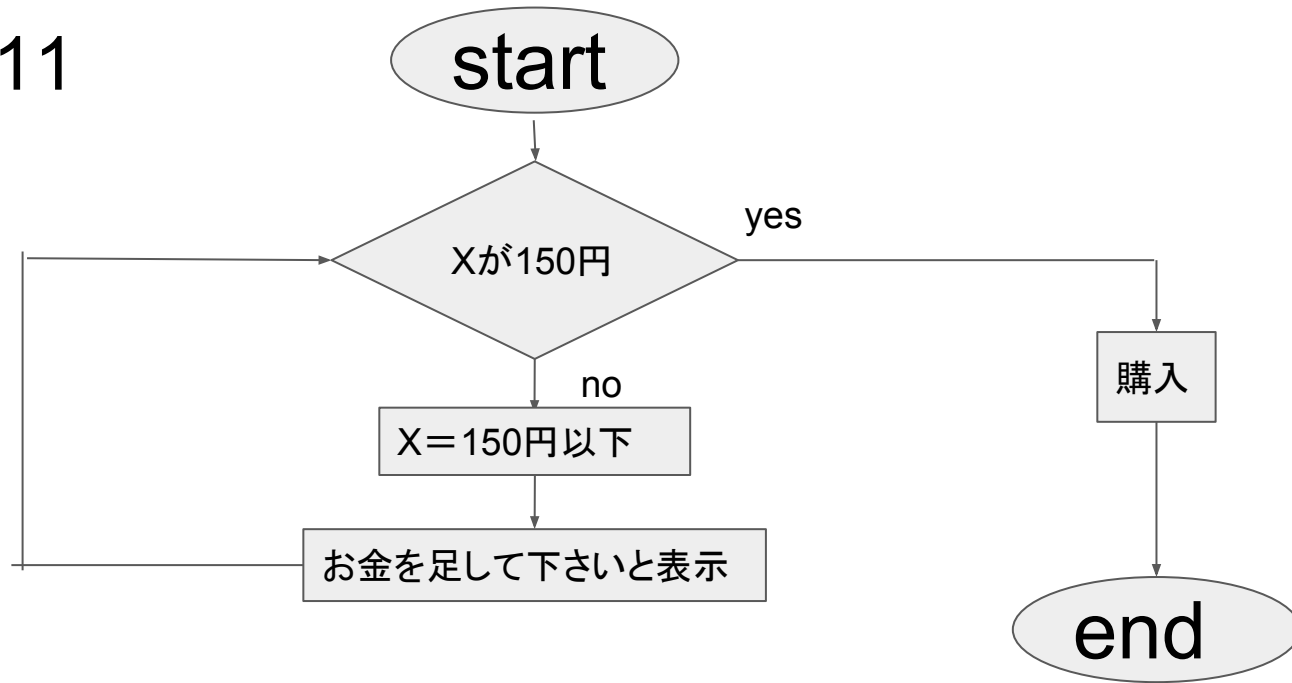 11
start
yes
Xが150円
no
購入
X＝150円以下
お金を足して下さいと表示
end